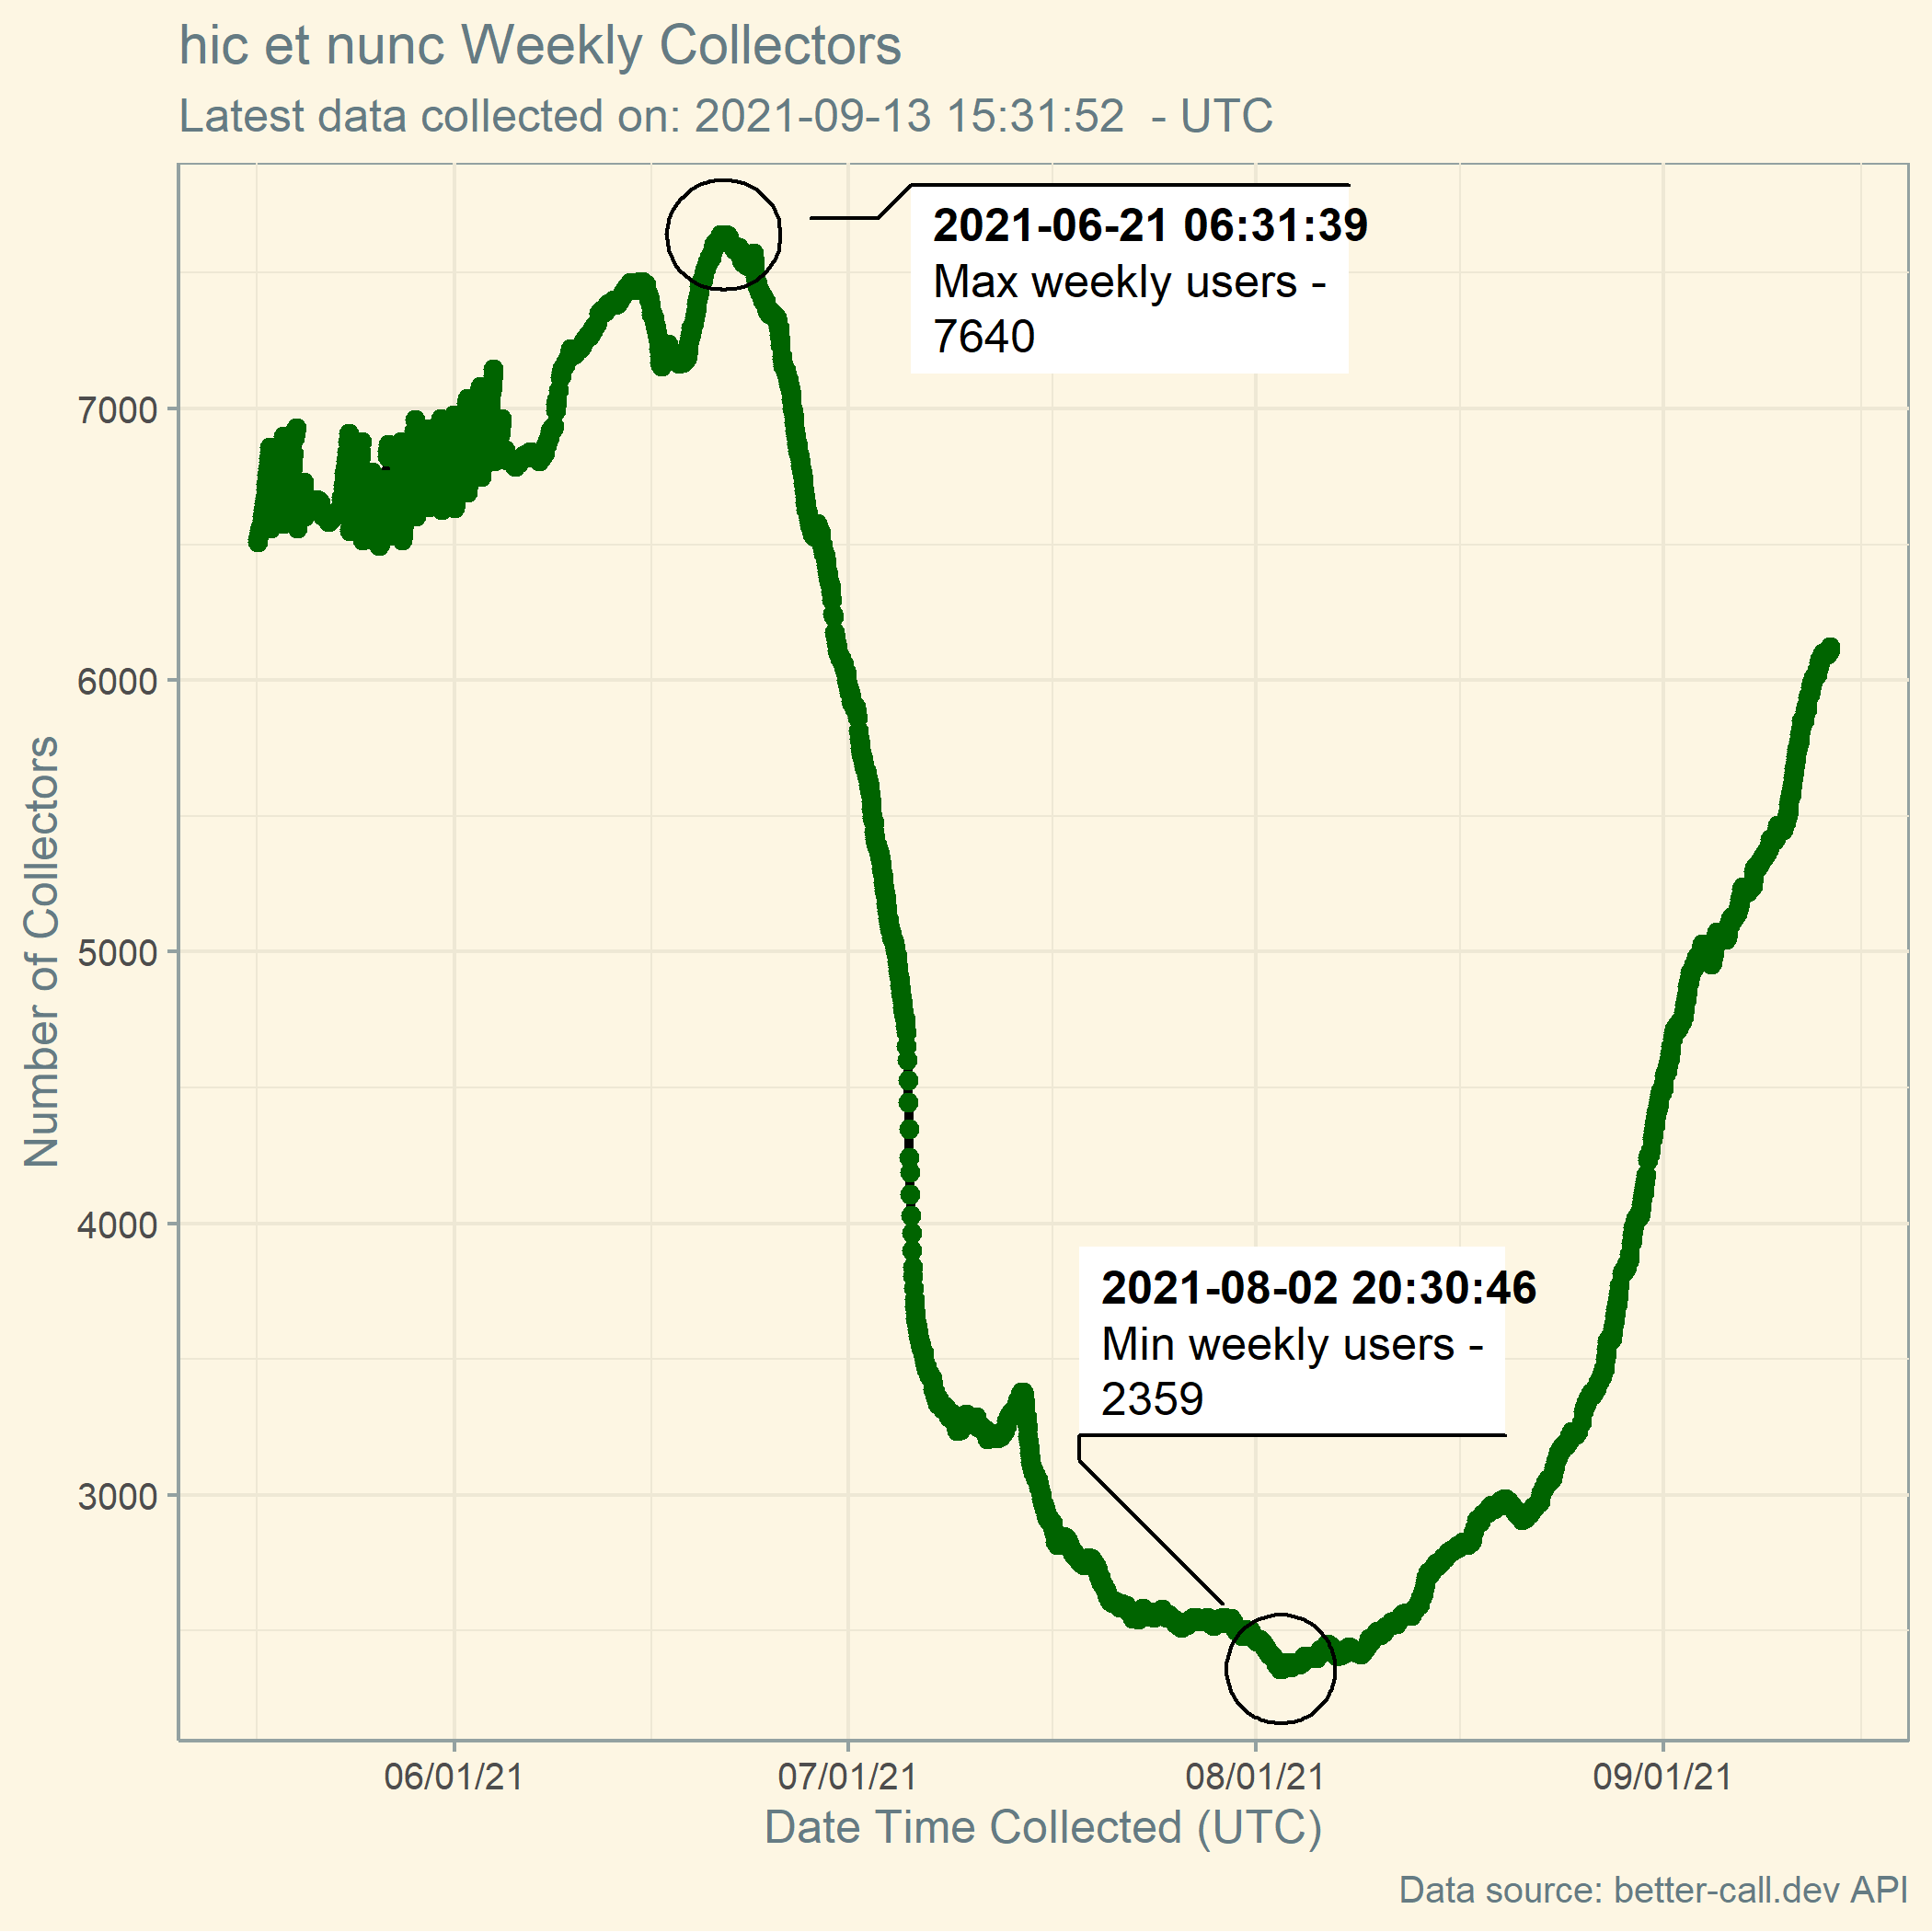 hic et nunc Weekly Collectors
Latest data collected on: 2021-09-13 15:31:52  - UTC
2021-06-21 06:31:39
Max weekly users -
7640
7000
6000
5000
4000
3000
Number of Collectors
2021-08-02 20:30:46
Min weekly users -
2359
06/01/21
07/01/21
08/01/21
09/01/21
Date Time Collected (UTC)
Data source: better-call.dev API